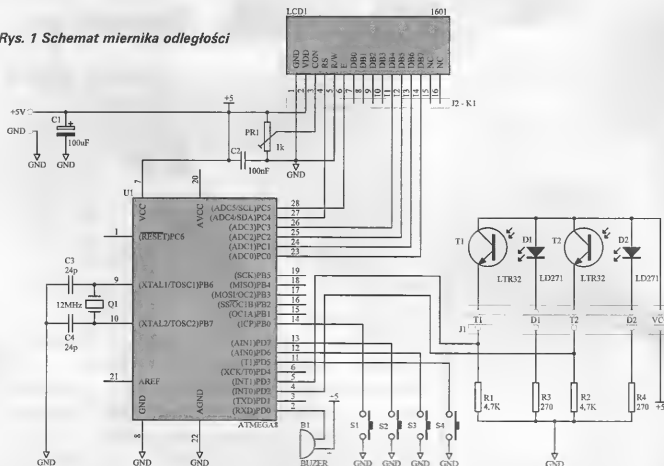 Rys. 1 Schemat miernika odległości
LCD1 1601
GND VDD CON RS R/W E DB0 DB1 DB2 DB3 DB4 DB5 DB6 DB7 NC NC
1 2 3 4 5 6 7 8 9 10 11 12 13 14 15 16
J2 - K1
+5V
GND
C1
100uF
GND
GND
+5
PR1
1k
C2
100nF
GND
U1
7
20
VCC
AVCC
1
(RESET)PC6
9
(XTAL1/TOSC1)PB6
10
(XTAL2/TOSC2)PB7
21
AREF
GND
AGND
8
22
GND
GND
C3
24p
12MHz
Q1
C4
24p
GND
(ADC5/SCL)PC5 28
(ADC4/SDA)PC4 27
(ADC3)PC3 26
(ADC2)PC2 25
(ADC1)PC1 24
(ADC0)PC0 23
(SCK)PB5 19
(MISO)PB4 18
(MOSI/OC2)PB3 17
(SS/OC1B)PB2 16
(OC1A)PB1 15
(ICP)PB0 14
(AIN1)PD7 13
(AIN0)PD6 12
(T1)PD5 11
(XCK/T0)PD4 6
(INT1)PD3 5
(INT0)PD2 4
(TXD)PD1 3
(RXD)PD0 2
ATMEGA8
+5
B1
+
BUZER
S1 S2 S3 S4
GND GND GND GND
T1
LTR32
D1
LD271
T2
LTR32
D2
LD271
J1
T1 D1 T2 D2
R1
4,7K
R3
270
R2
4,7K
R4
270
+5
GND